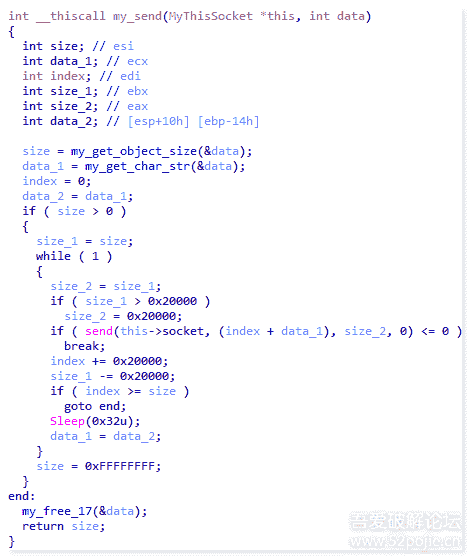 int __thiscall my_send(MyThisSocket *this, int data)
{
  int size; // esi
  int data_1; // ecx
  int index; // edi
  int size_1; // ebx
  int size_2; // eax
  int data_2; // [esp+10h] [ebp-14h]

  size = my_get_object_size(&data);
  data_1 = my_get_char_str(&data);
  index = 0;
  data_2 = data_1;
  if ( size > 0 )
  {
    size_1 = size;
    while ( 1 )
    {
      size_2 = size_1;
      if ( size_1 > 0x20000 )
        size_2 = 0x20000;
      if ( send(this->socket, (index + data_1), size_2, 0) <= 0 )
        break;
      index += 0x20000;
      size_1 -= 0x20000;
      if ( index >= size )
        goto end;
      Sleep(0x32u);
      data_1 = data_2;
    }
    size = 0xFFFFFFFF;
  }
end:
  my_free_17(&data);
  return size;
}
吾爱破解论坛
www.52pojie.cn